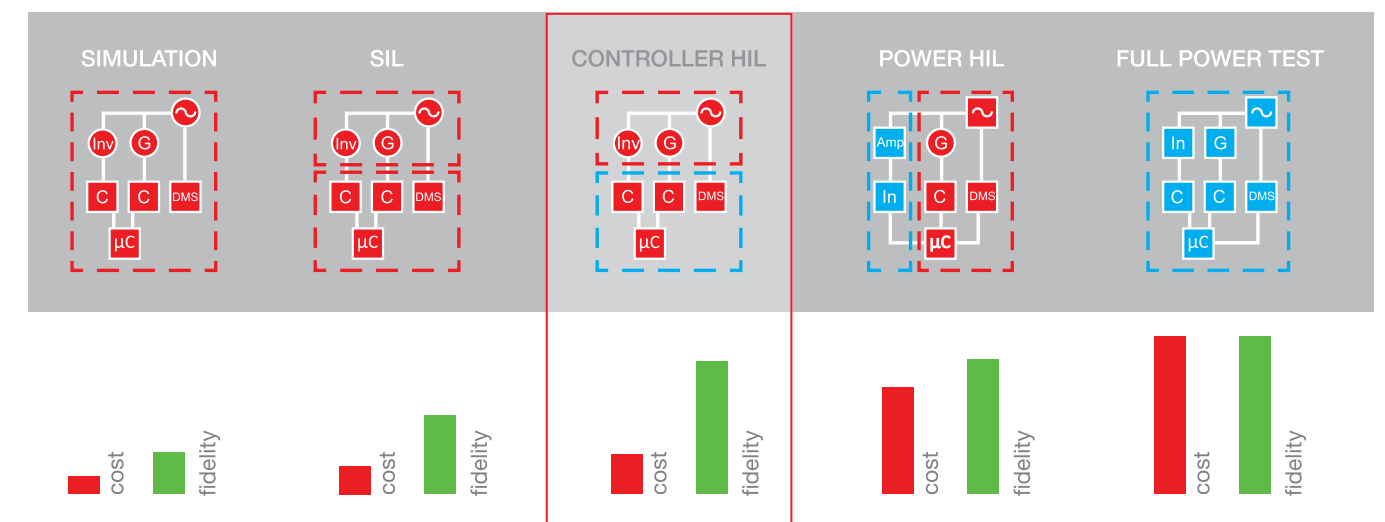 SIMULATION
SIL
CONTROLLER HIL
POWER HIL
FULL POWER TEST
Inv G
C C DMS
µC
Inv G
C C DMS
µC
Inv G
C C DMS
µC
Amp G
In C DMS
µC
In G
C C DMS
µC
cost
fidelity
cost
fidelity
cost
fidelity
cost
fidelity
cost
fidelity